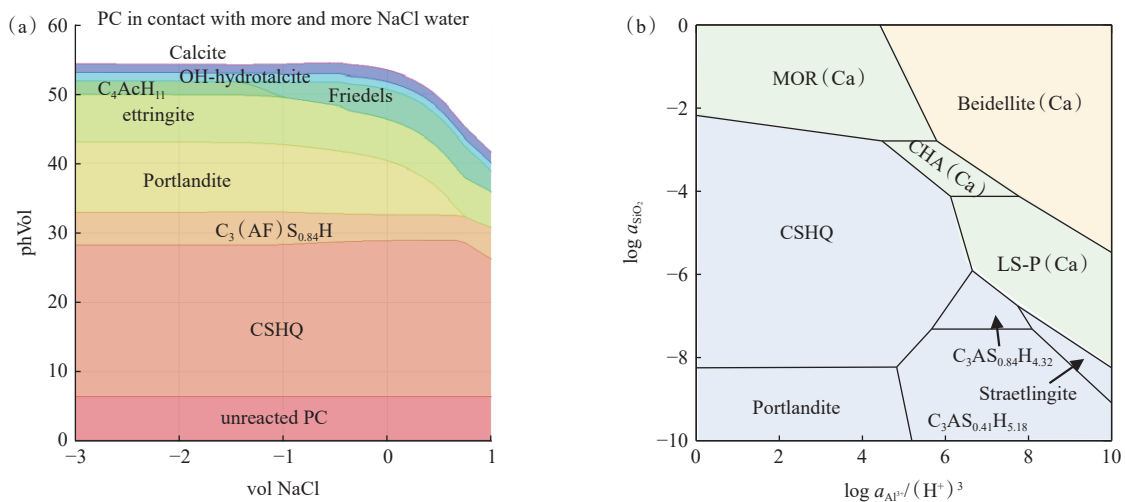 (a)
PC in contact with more and more NaCl water
60
50
40
30
20
10
0
phVol
Calcite
OH-hydrotalcite
C₄AcH₁₁
Friedels
ettringite
Portlandite
C₃(AF)S₀.₈₄H
CSHQ
unreacted PC
−3
−2
−1
0
1
vol NaCl
(b)
0
−2
−4
−6
−8
−10
log a_SiO₂
MOR(Ca)
Beidellite(Ca)
CHA(Ca)
CSHQ
LS-P(Ca)
C₃AS₀.₈₄H₄.₃₂
Straetlingite
Portlandite
C₃AS₀.₄₁H₅.₁₈
0
2
4
6
8
10
log a_Al³⁺/(H⁺)³